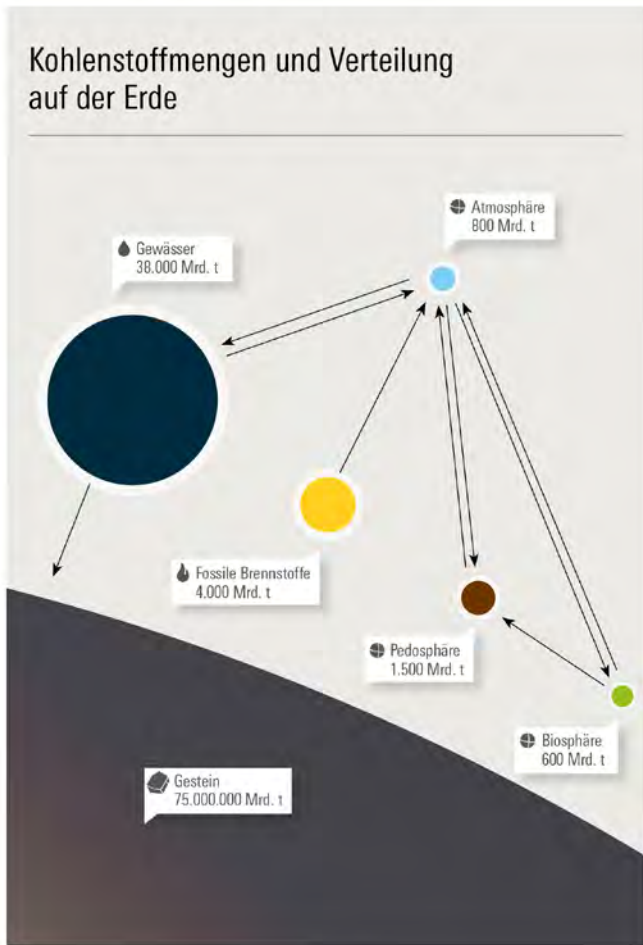 Kohlenstoffmengen und Verteilung
auf der Erde
Atmosphäre
800 Mrd. t
Gewässer
38.000 Mrd. t
Fossile Brennstoffe
4.000 Mrd. t
Pedosphäre
1.500 Mrd. t
Biosphäre
600 Mrd. t
Gestein
75.000.000 Mrd. t